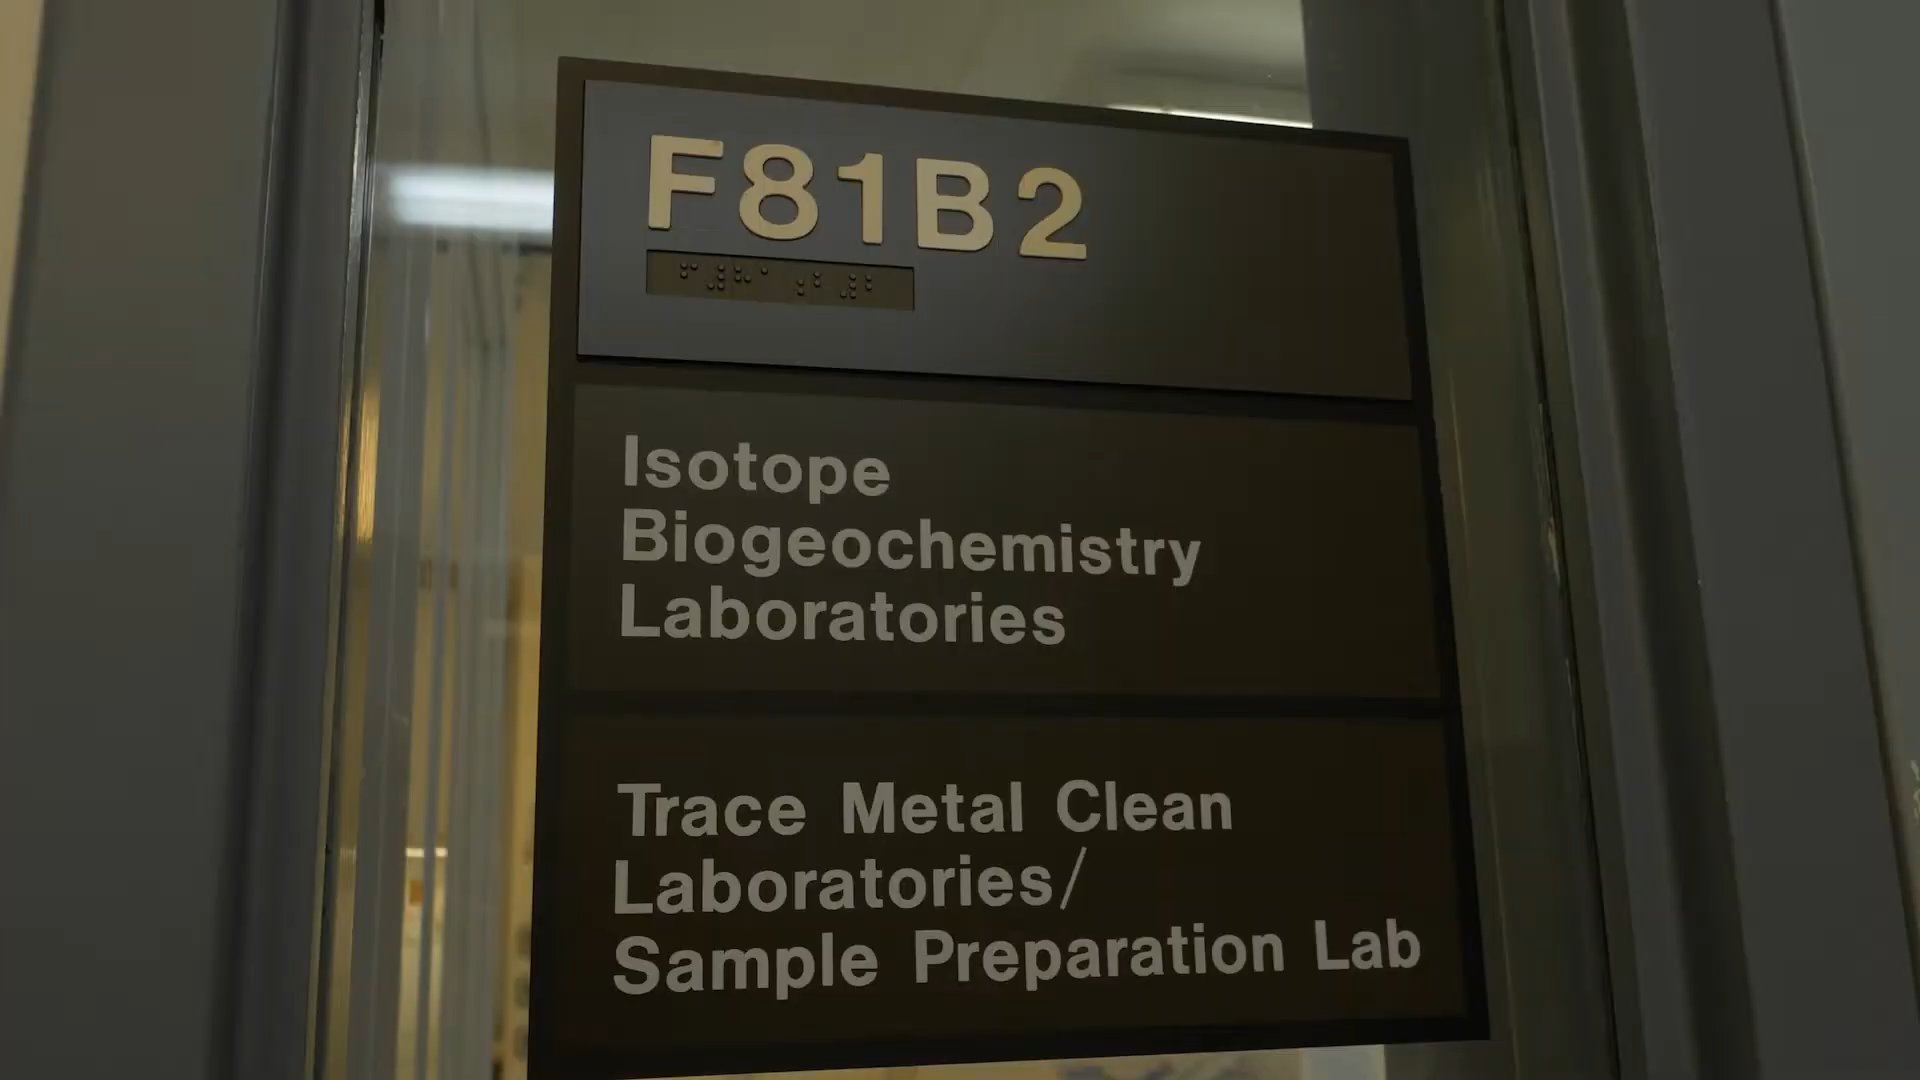 F81B2
Isotope
Biogeochemistry
Laboratories
Trace Metal Clean
Laboratories/
Sample Preparation Lab